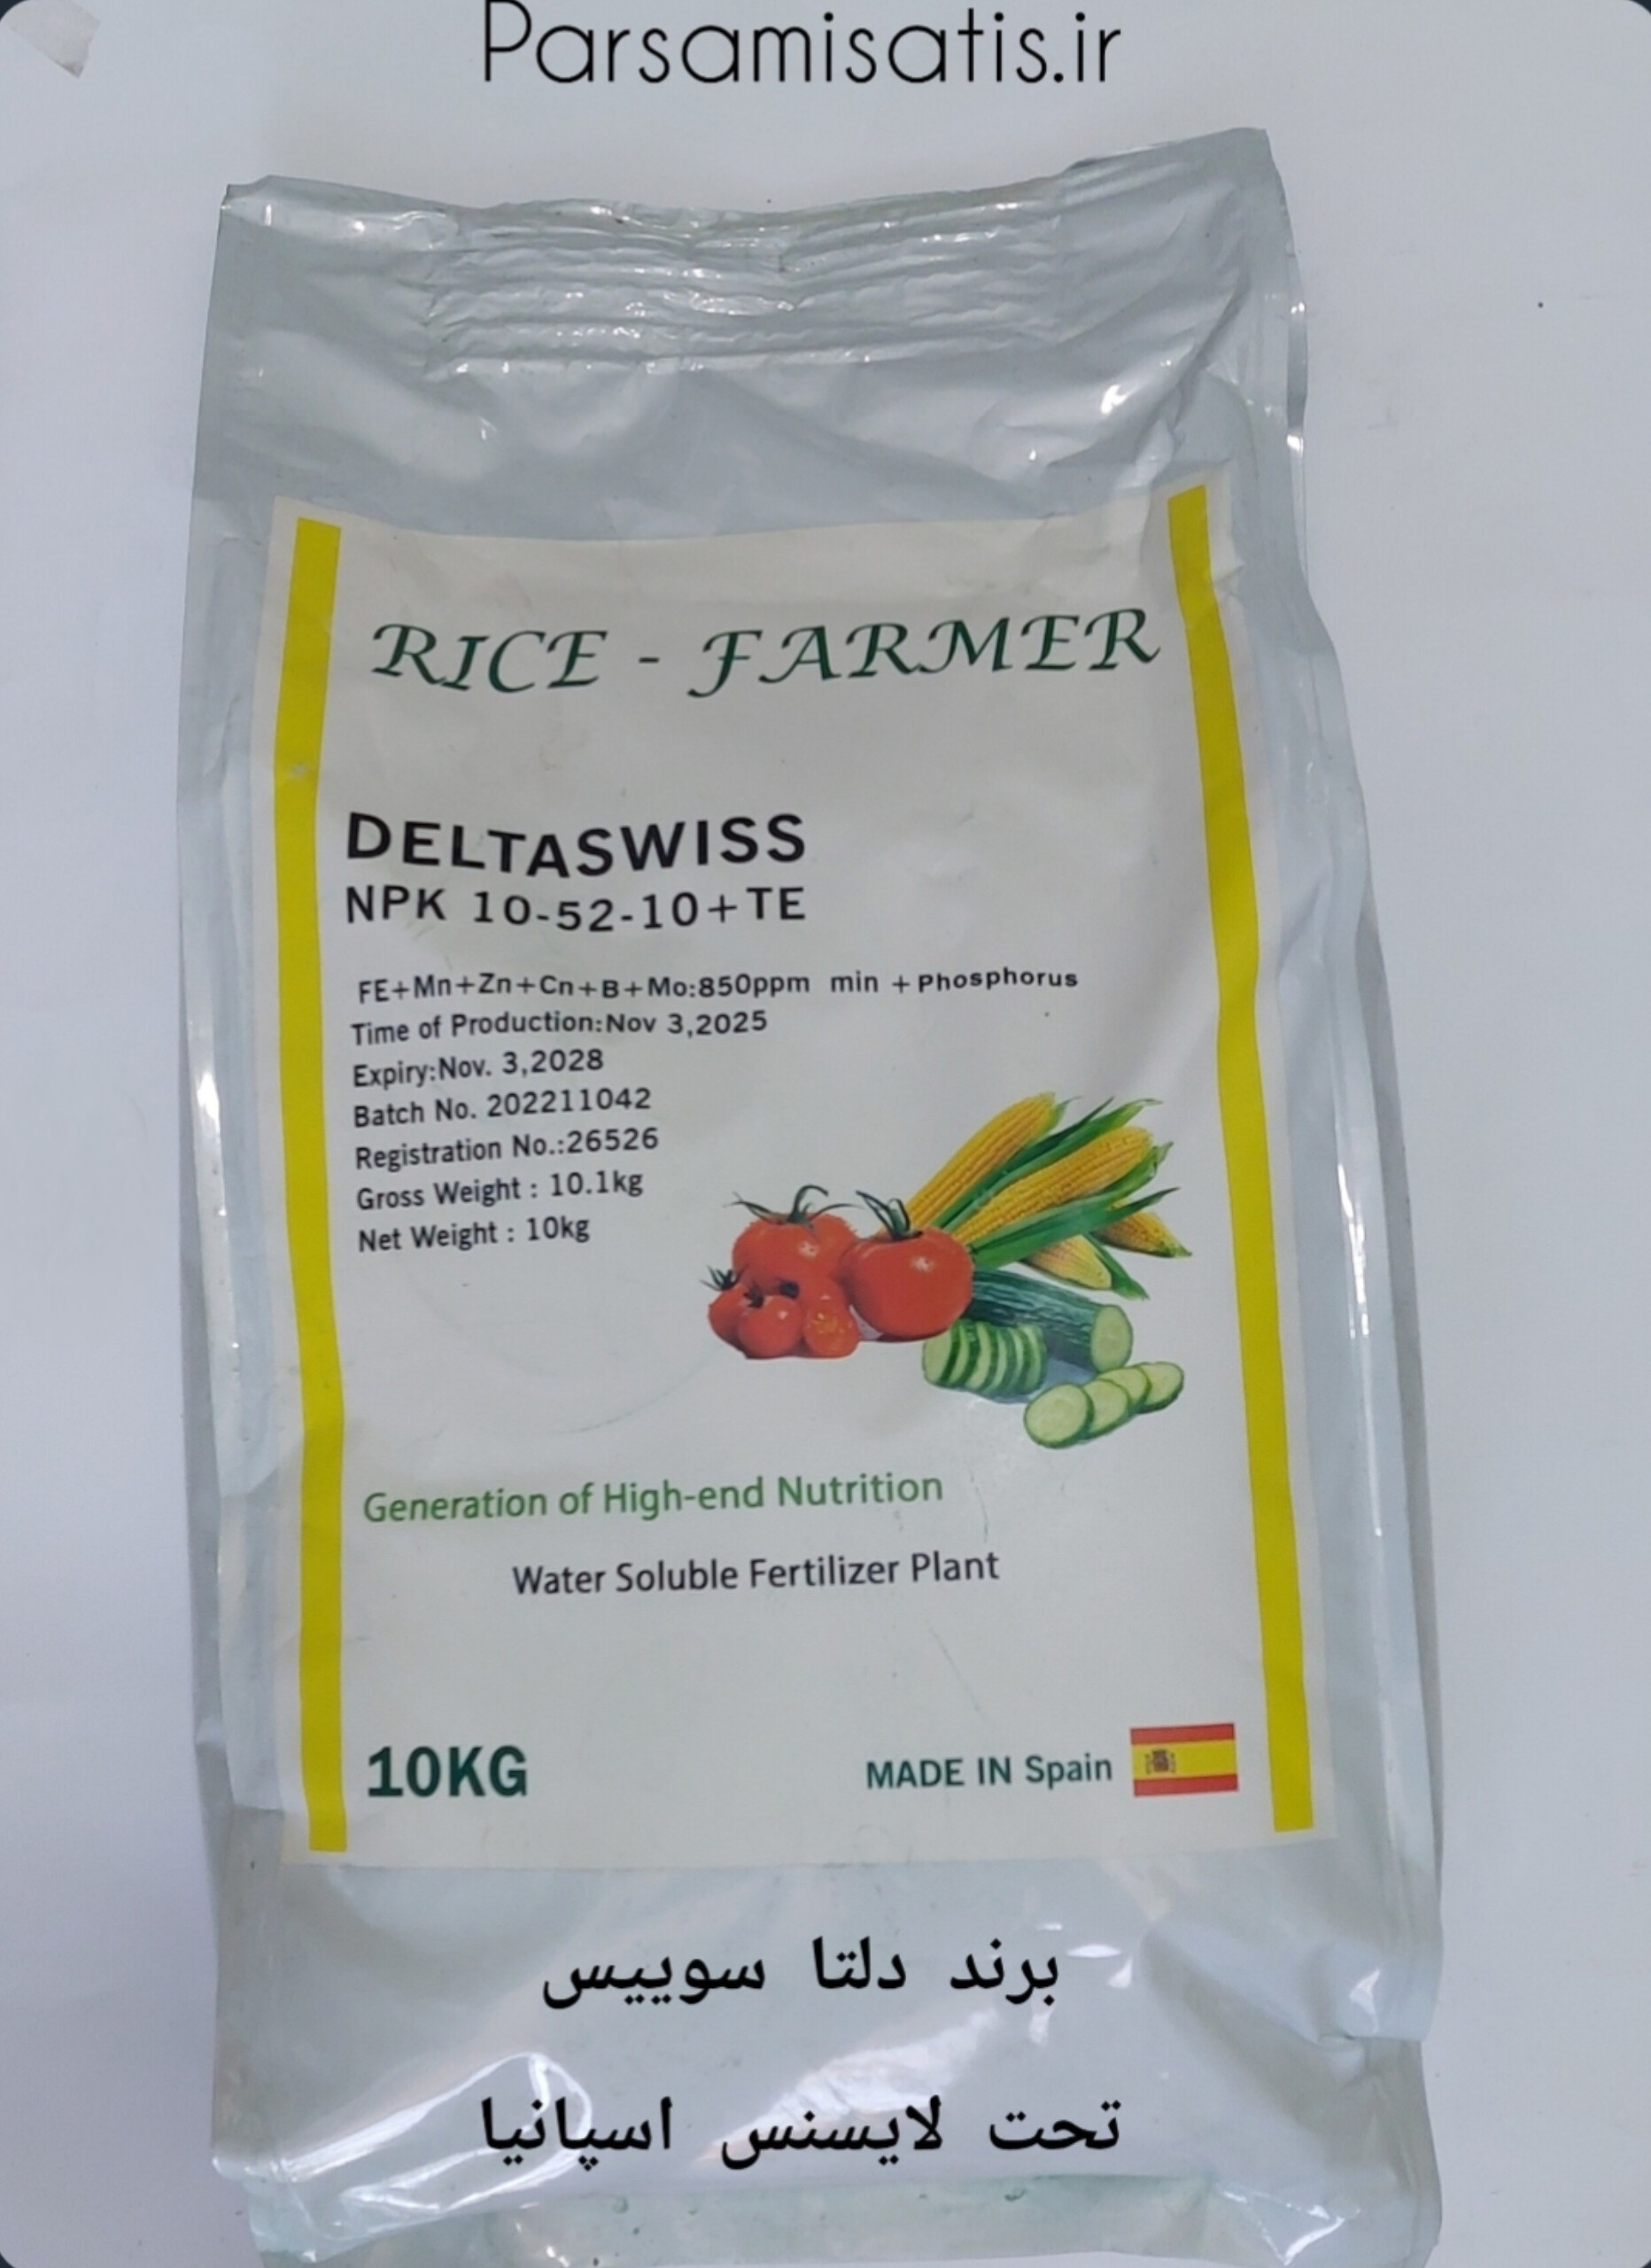 Parsamisatis.ir
RICE - FARMER
DELTASWISS
NPK 10-52-10+TE
FE+Mn+Zn+Cn+B+Mo:850ppm min + Phosphorus
Time of Production:Nov 3,2025
Expiry:Nov. 3,2028
Batch No. 202211042
Registration No.:26526
Gross Weight : 10.1kg
Net Weight : 10kg
Generation of High-end Nutrition
Water Soluble Fertilizer Plant
10KG
MADE IN Spain
برند دلتا سوییس
تحت لایسنس اسپانیا